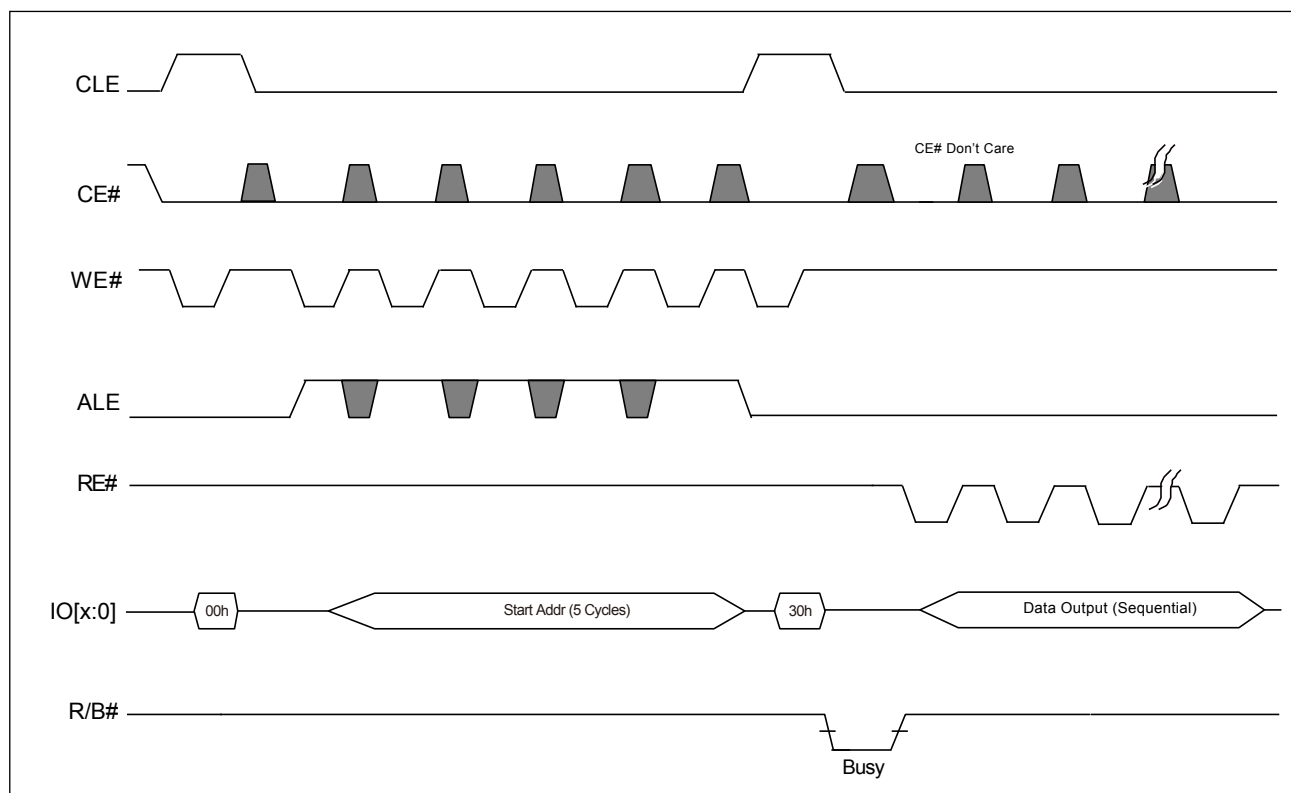 CLE
CE# Don't Care
CE#
WE#
ALE
RE#
IO[x:0]
00h
Start Addr (5 Cycles)
30h
Data Output (Sequential)
R/B#
Busy